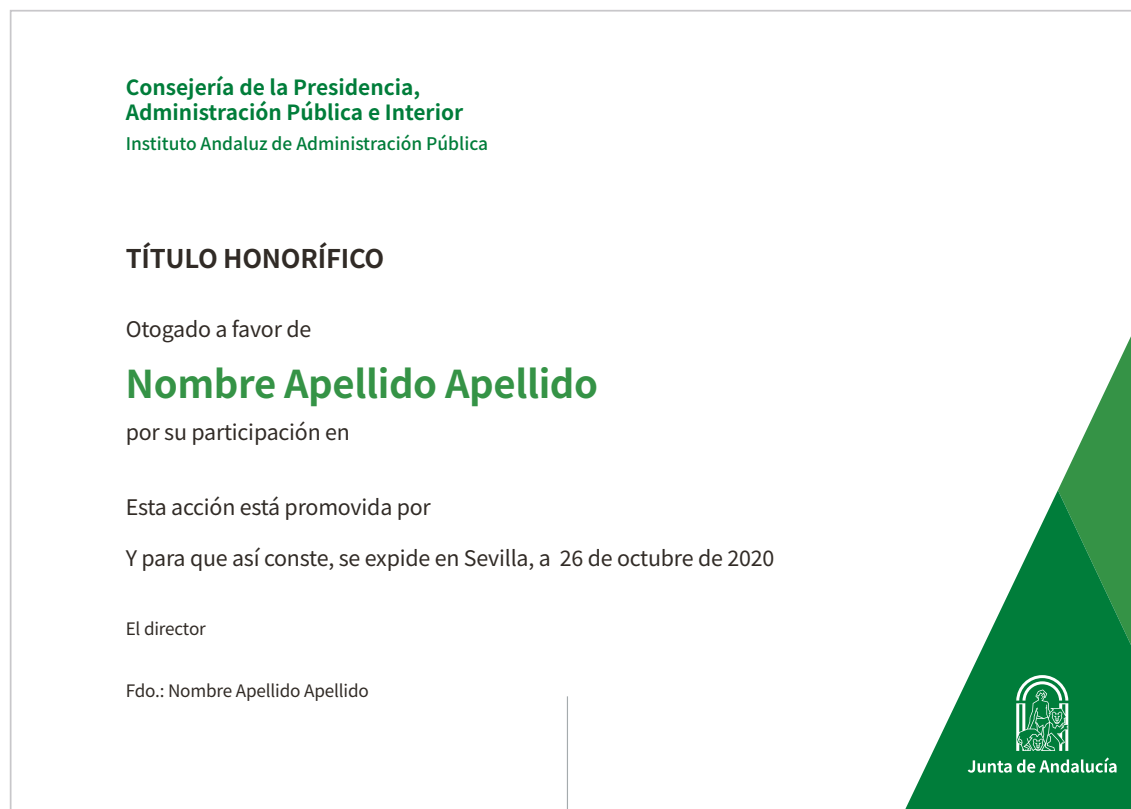 Consejería de la Presidencia,
Administración Pública e Interior
Instituto Andaluz de Administración Pública
TÍTULO HONORÍFICO
Otogado a favor de
Nombre Apellido Apellido
por su participación en
Esta acción está promovida por
Y para que así conste, se expide en Sevilla, a 26 de octubre de 2020
El director
Fdo.: Nombre Apellido Apellido
Junta de Andalucía